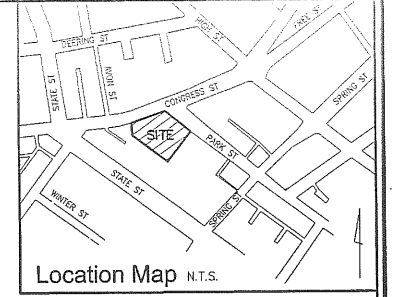 DEERING ST
HIGH ST
FREE ST
STATE ST
AVON ST
CONGRESS ST
SPRING ST
SITE
PARK ST
STATE ST
WINTER ST
SPRING ST
Location Map N.T.S.